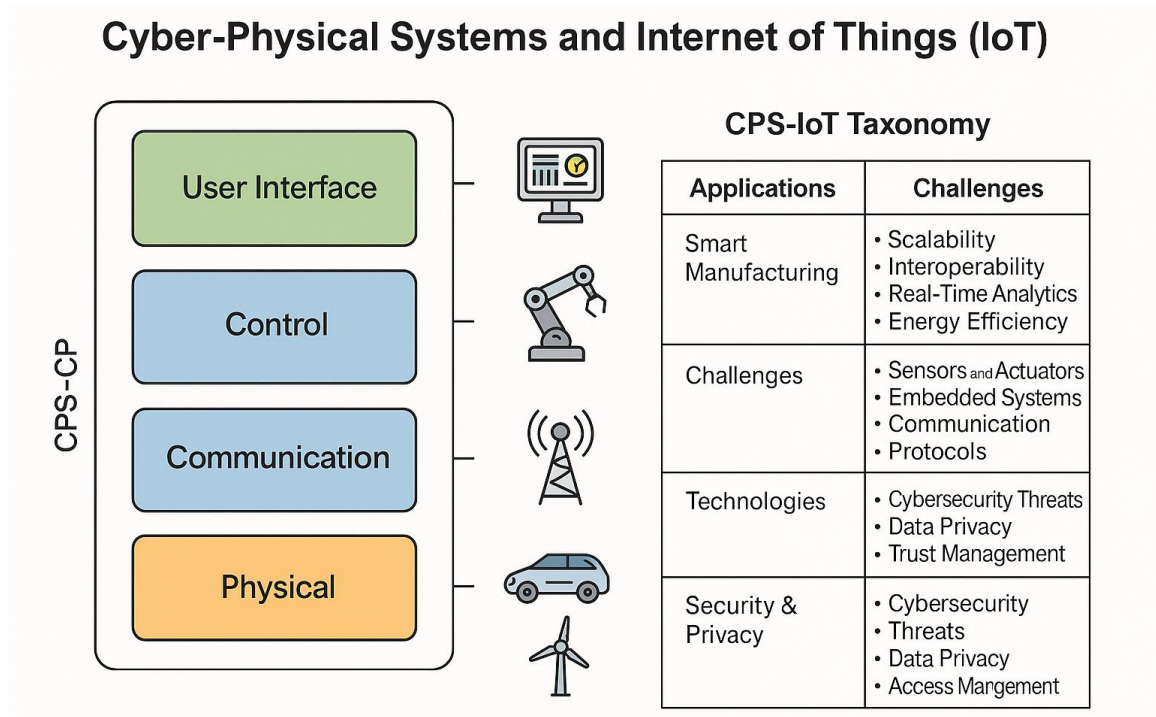 Cyber-Physical Systems and Internet of Things (IoT)
CPS-CP
User Interface
Control
Communication
Physical
CPS-IoT Taxonomy
Applications
Challenges
Smart
Manufacturing
• Scalability
• Interoperability
• Real-Time Analytics
• Energy Efficiency
Challenges
• Sensors and Actuators
• Embedded Systems
• Communication
• Protocols
Technologies
• Cybersecurity Threats
• Data Privacy
• Trust Management
Security &
Privacy
• Cybersecurity
• Threats
• Data Privacy
• Access Mangement